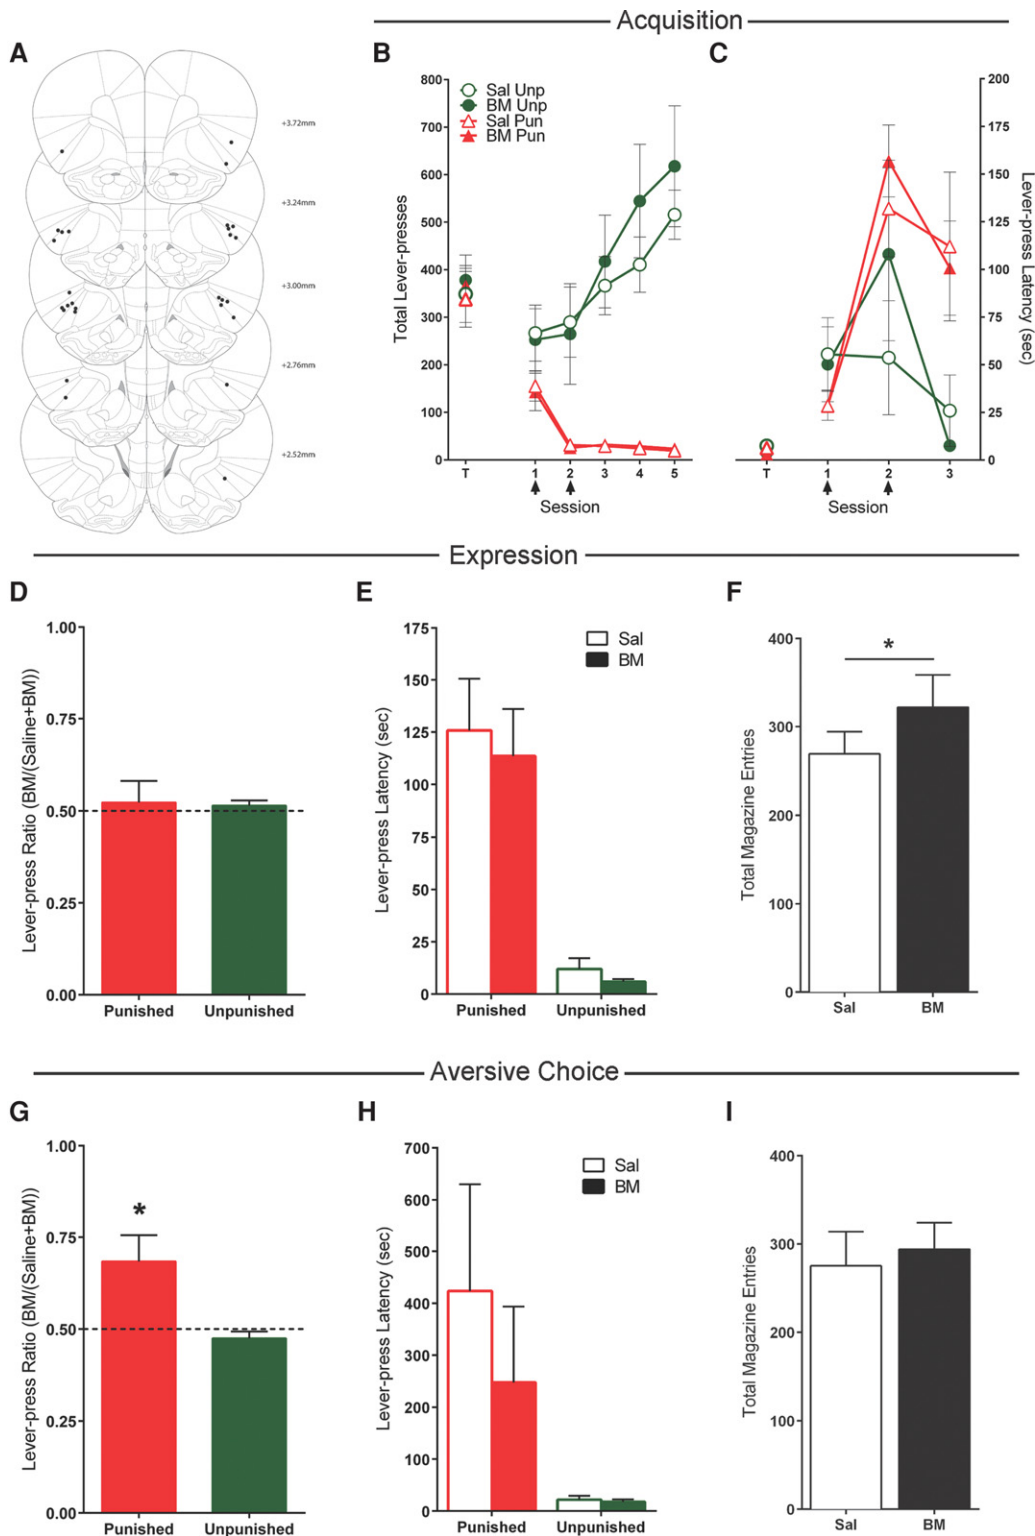 Acquisition
A
+3.72mm
+3.24mm
+3.00mm
+2.76mm
+2.52mm
B
Total Lever-presses
800
700
600
500
400
300
200
100
0
Sal Unp
BM Unp
Sal Pun
BM Pun
T 1 2 3 4 5
Session
C
200
175
150
125
100
75
50
25
0
Lever-press Latency (sec)
T 1 2 3
Session
Expression
D
Lever-press Ratio (BM/(Saline+BM))
1.00
0.75
0.50
0.25
0.00
Punished Unpunished
E
Lever-press Latency (sec)
175
150
125
100
75
50
25
0
Sal
BM
Punished Unpunished
F
Total Magazine Entries
400
300
200
100
0
*
Sal BM
Aversive Choice
G
Lever-press Ratio (BM/(Saline+BM))
1.00
0.75
0.50
0.25
0.00
*
Punished Unpunished
H
Lever-press Latency (sec)
700
600
500
400
300
200
100
0
Sal
BM
Punished Unpunished
I
Total Magazine Entries
400
300
200
100
0
Sal BM